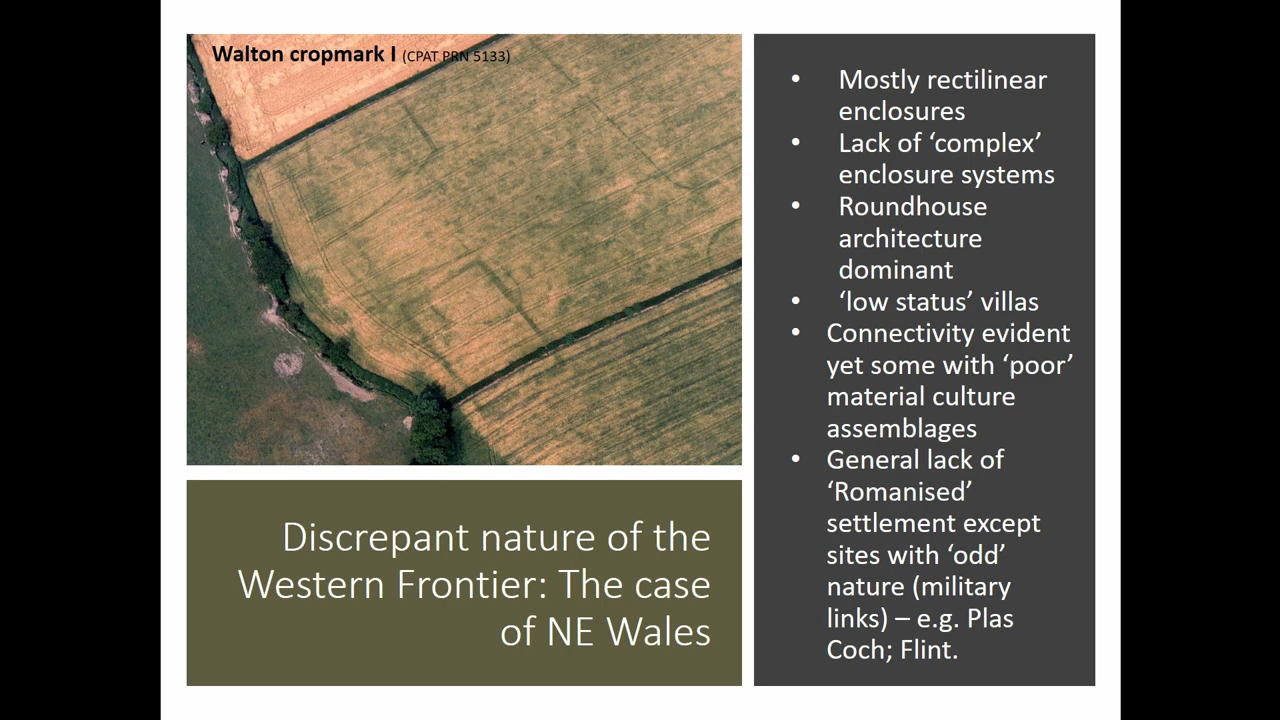 Walton cropmark I (CPAT PRN 5133)
• Mostly rectilinear
enclosures
• Lack of ‘complex’
enclosure systems
• Roundhouse
architecture
dominant
• ‘low status’ villas
• Connectivity evident
yet some with ‘poor’
material culture
assemblages
• General lack of
‘Romanised’
settlement except
sites with ‘odd’
nature (military
links) – e.g. Plas
Coch; Flint.
Discrepant nature of the
Western Frontier: The case
of NE Wales